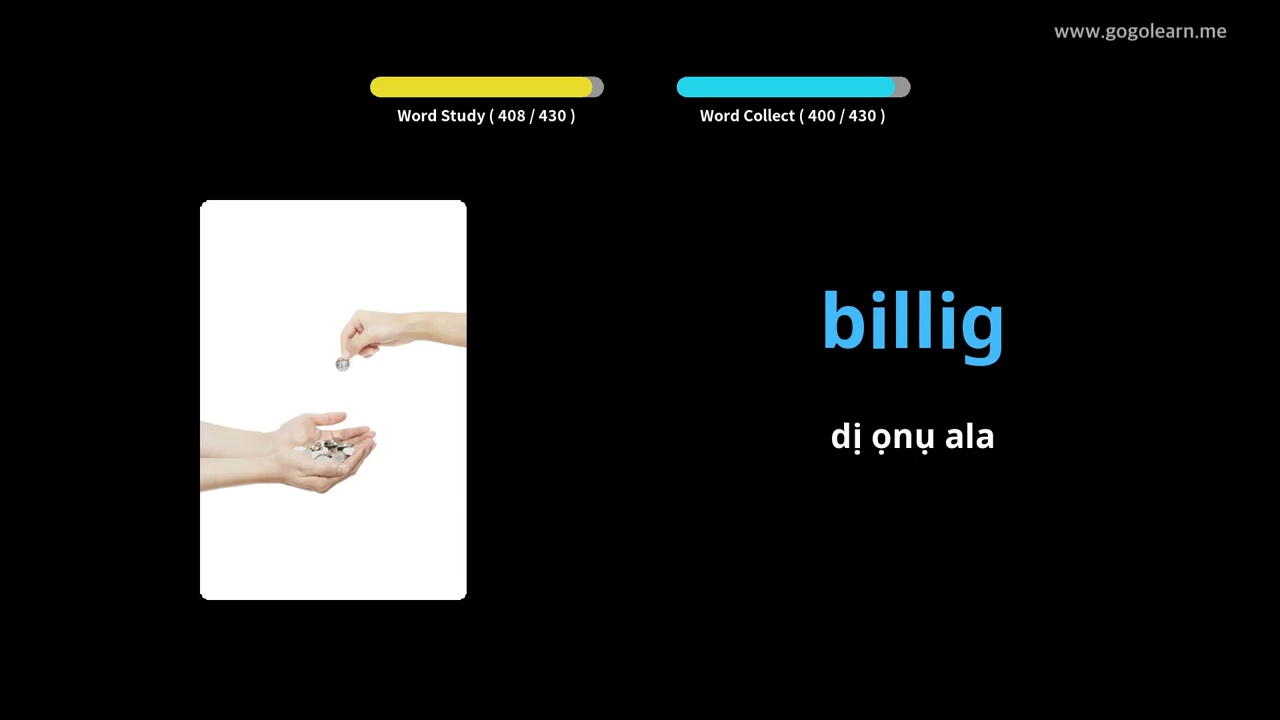 www.gogolearn.me
Word Study ( 408 / 430 )
Word Collect ( 400 / 430 )
billig
dị ọnụ ala